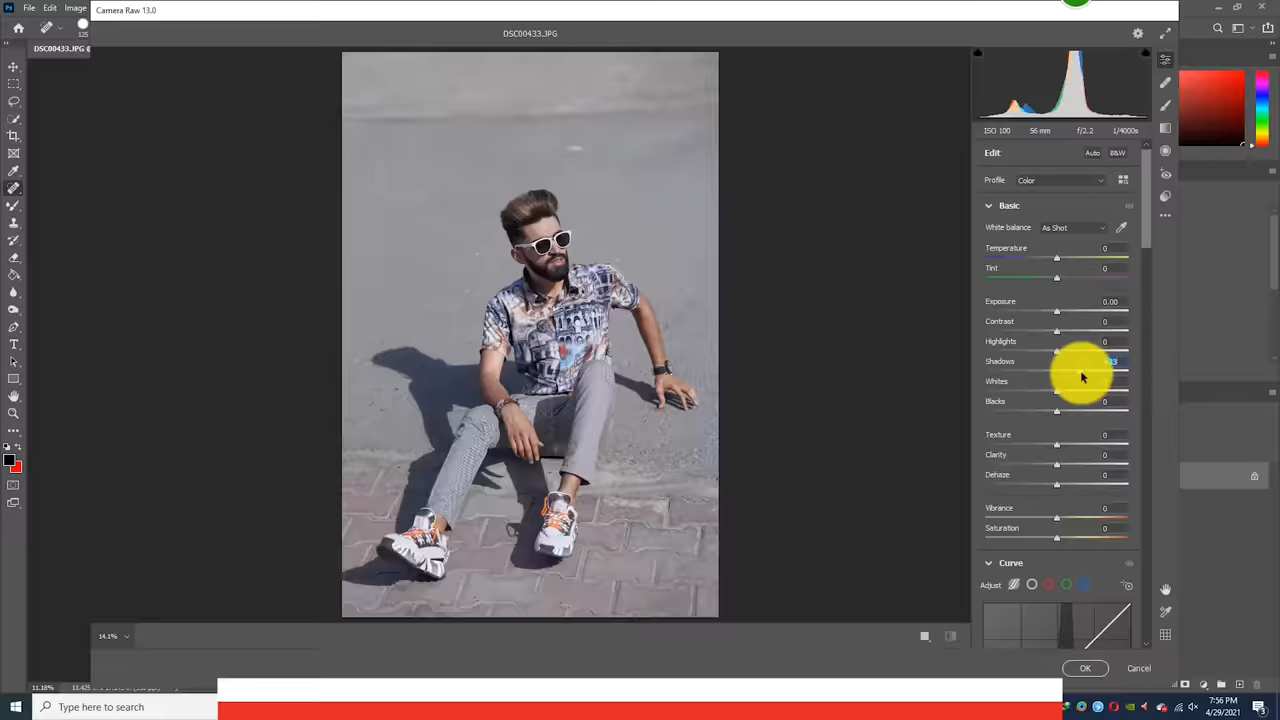 Camera Raw 13.0
File Edit Image
DSC00433.JPG
125
DSC00433.JPG @
ISO 100 56 mm f/2.2 1/4000s
Edit Auto B&W
Profile Color
Basic
White balance As Shot
Temperature 0
Tint 0
Exposure 0.00
Contrast 0
Highlights 0
Shadows
Whites
Blacks 0
Texture 0
Clarity 0
Dehaze 0
Vibrance 0
Saturation 0
Curve
Adjust
14.1%
OK Cancel
11.18%
Type here to search
7:56 PM
4/29/2021